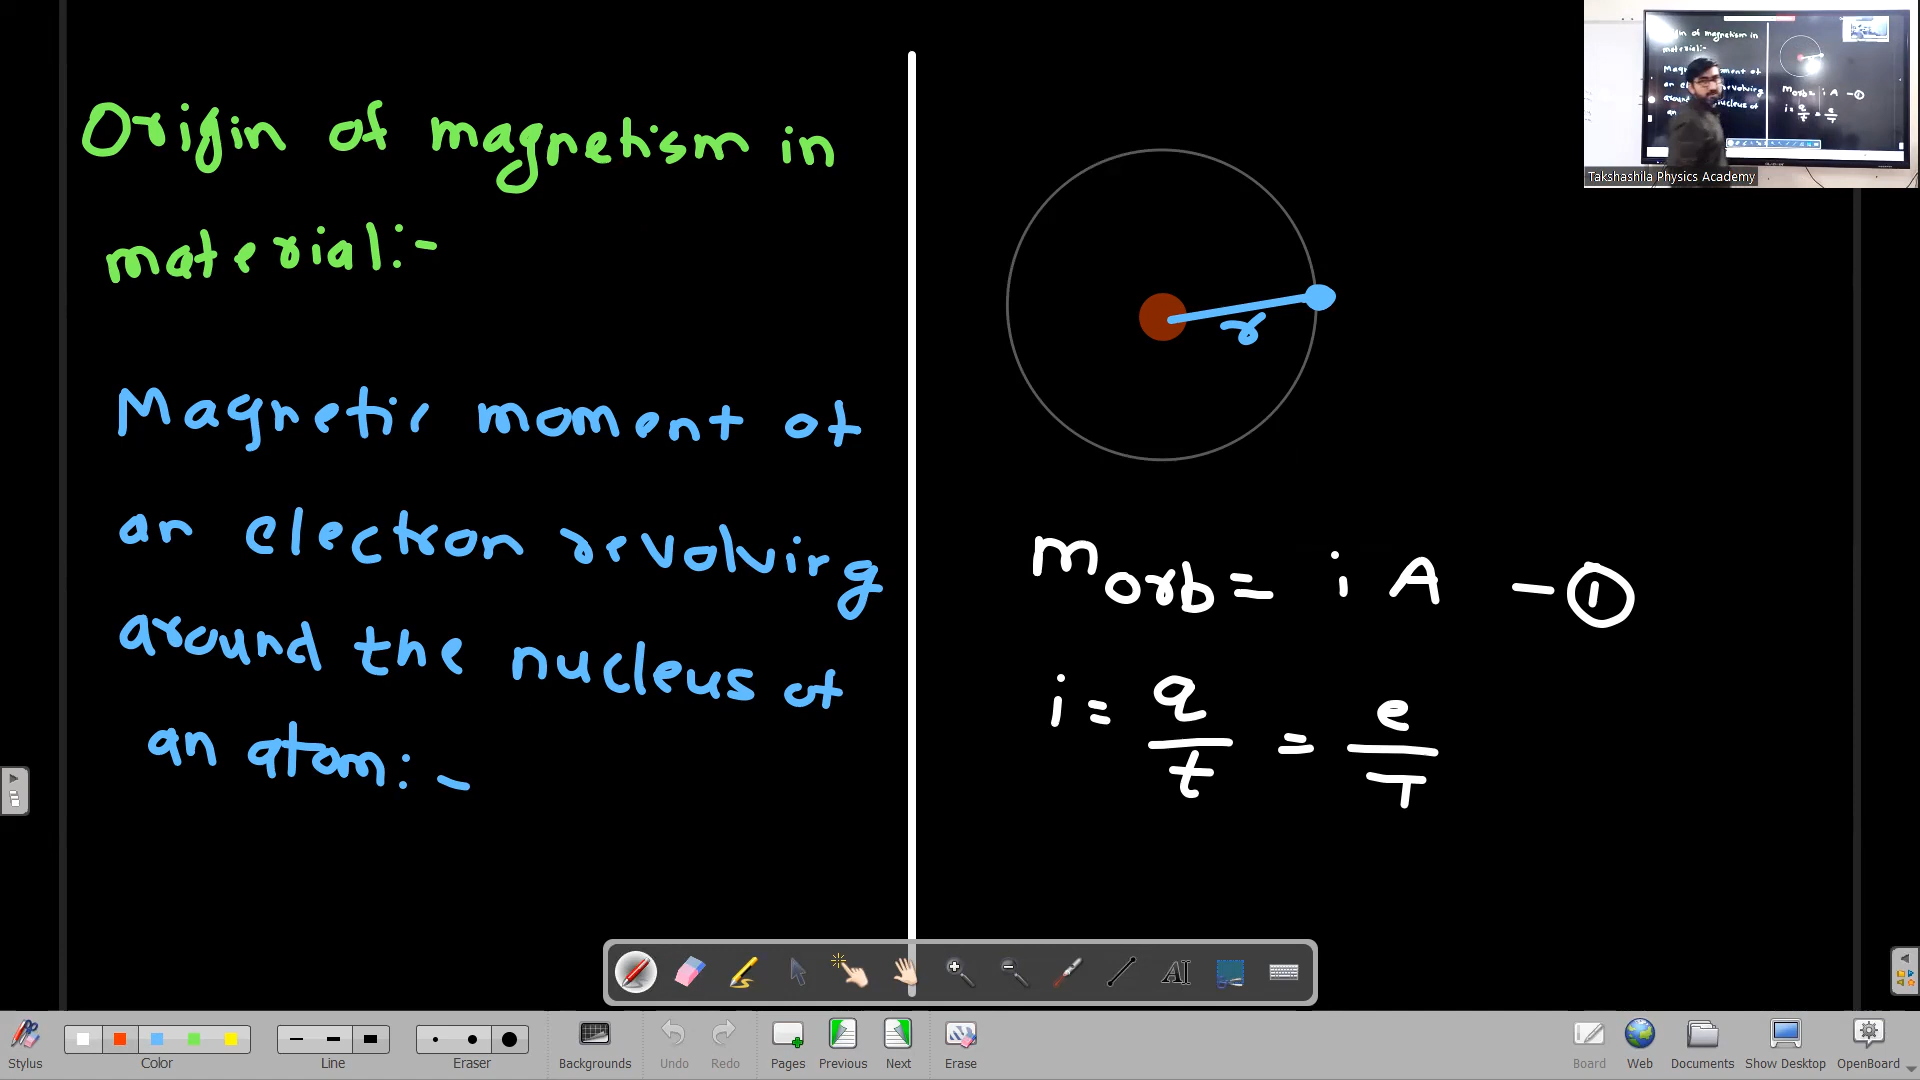 Origin of magnetism in
material:-
Magnetic moment of
an electron revolving
around the nucleus of
an atom:-
r
m orb = i A - ①
i = q/t = e/T
Takshashila Physics Academy
Stylus
Color
Line
Eraser
Backgrounds
Undo
Redo
Pages
Previous
Next
Erase
Board
Web
Documents
Show Desktop
OpenBoard